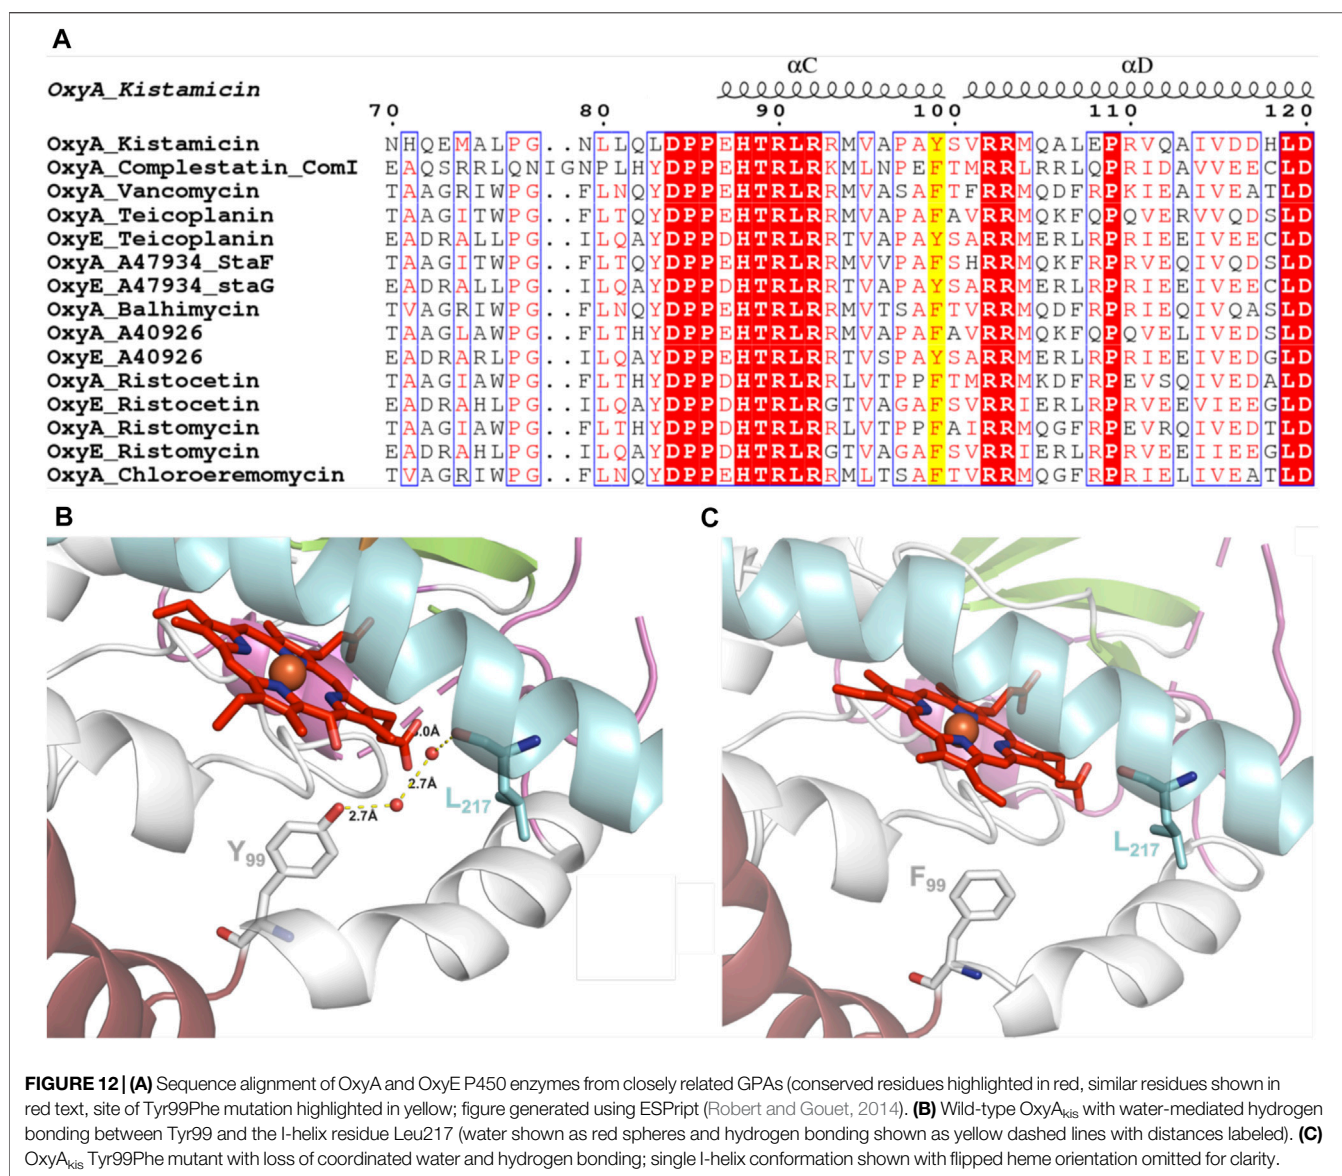 A
αC αD
OxyA_Kistamicin
70 80 90 100 110 120
OxyA_Kistamicin NHQEMALPG..NLLQLDPPEHTRLRRMVAPAYSVRRMQALEPRVQAIVDDHLD
OxyA_Complestatin_ComI EAQSRRLQNIGNPLHYDPPEHTRLRKMLNPEFTMRRLRRLQPRIDAVVEECLD
OxyA_Vancomycin TAAGRIWPG..FLNQYDPPEHTRLRRMVASAFTFRRMQDFRPKIEAIVEATLD
OxyA_Teicoplanin TAAGITWPG..FLTQYDPPEHTRLRRMVAPAFAVRRMQKFQPQVERVVQDSLD
OxyE_Teicoplanin EADRALLPG..ILQAYDPPDHTRLRRTVAPAYSARRMERLRPRIEEIVEECLD
OxyA_A47934_StaF TAAGITWPG..FLTQYDPPEHTRLRRMVVPAFSHRRMQKFRPRVEQIVQDSLD
OxyE_A47934_staG EADRALLPG..ILQAYDPPDHTRLRRTVAPAYSARRMERLRPRIEEIVEECLD
OxyA_Balhimycin TVAGRIWPG..FLNQYDPPEHTRLRRMVTSAFTVRRMQDFRPRIEQIVQASLD
OxyA_A40926 TAAGLAWPG..FLTHYDPPEHTRLRRMVAPAFAVRRMQKFQPQVELIVEDSLD
OxyE_A40926 EADRARLPG..ILQAYDPPEHTRLRRTVSPAYSARRMERLRPRIEEIVEDGLD
OxyA_Ristocetin TAAGIAWPG..FLTHYDPPDHTRLRRLVTPPFTMRRMKDFRPEVSQIVEDALD
OxyE_Ristocetin EADRAHLPG..ILQAYDPPDHTRLRGTVAGAFSVRRIERLRPRVEEVIEEGLD
OxyA_Ristomycin TAAGIAWPG..FLTHYDPPDHTRLRRLVTPPFAIRRMQGFRPEVRQIVEDTLD
OxyE_Ristomycin EADRAHLPG..ILQAYDPPDHTRLRGTVAGAFSVRRIERLRPRVEEIIEEGLD
OxyA_Chloroeremomycin TVAGRIWPG..FLNQYDPPEHTRLRRMLTSAFTVRRMQGFRPRIELIVEATLD
B
.0Å
2.7Å
2.7Å
L217
Y99
C
L217
F99
FIGURE 12 | (A) Sequence alignment of OxyA and OxyE P450 enzymes from closely related GPAs (conserved residues highlighted in red, similar residues shown in
red text, site of Tyr99Phe mutation highlighted in yellow; figure generated using ESPript (Robert and Gouet, 2014). (B) Wild-type OxyAkis with water-mediated hydrogen
bonding between Tyr99 and the I-helix residue Leu217 (water shown as red spheres and hydrogen bonding shown as yellow dashed lines with distances labeled). (C)
OxyAkis Tyr99Phe mutant with loss of coordinated water and hydrogen bonding; single I-helix conformation shown with flipped heme orientation omitted for clarity.